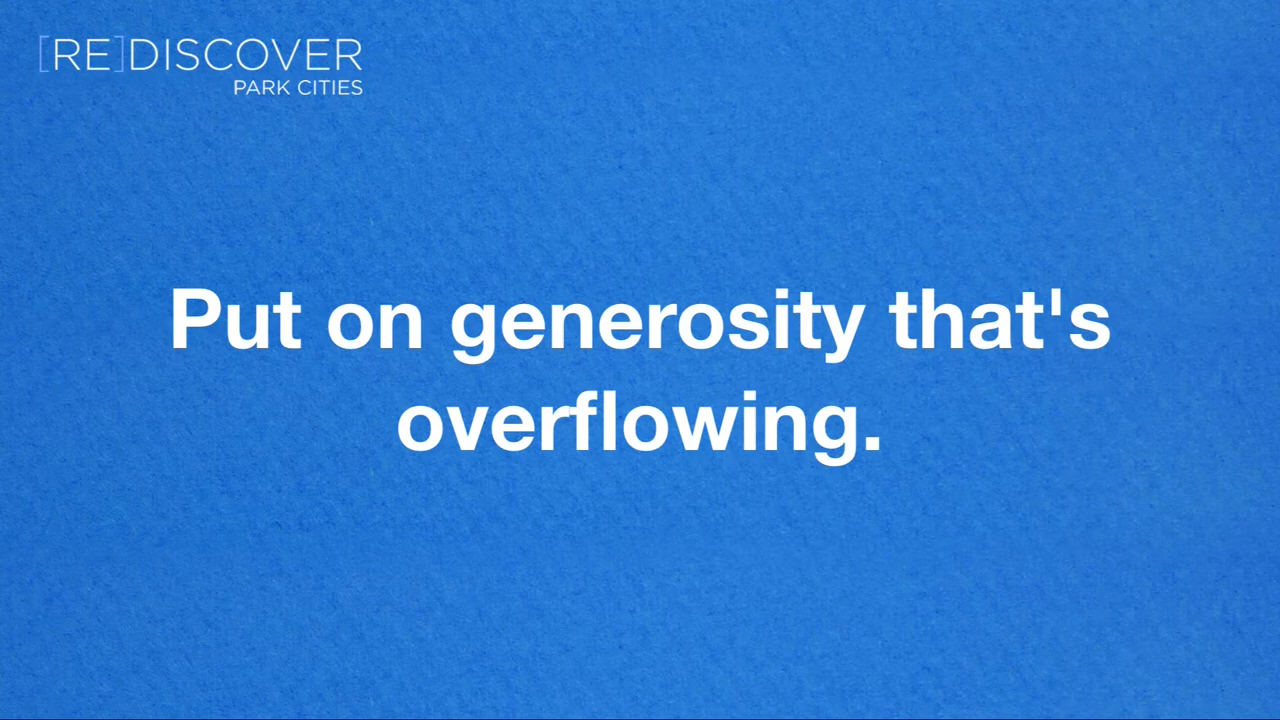 [RE]DISCOVER
PARK CITIES
Put on generosity that's
overflowing.